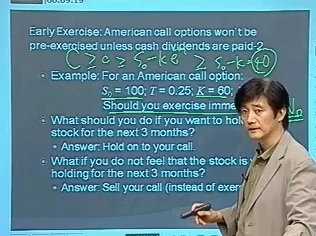 Early Exercise: American call options won't be
pre-exercised unless cash dividends are paid-2
C ≥ c ≥ S₀-Ke ≥ S₀-K = 40
• Example: For an American call option:
S₀ = 100; T = 0.25; K = 60;
Should you exercise imme
No
• What should you do if you want to hol
stock for the next 3 months?
• Answer: Hold on to your call.
• What if you do not feel that the stock is
holding for the next 3 months?
• Answer: Sell your call (instead of exer